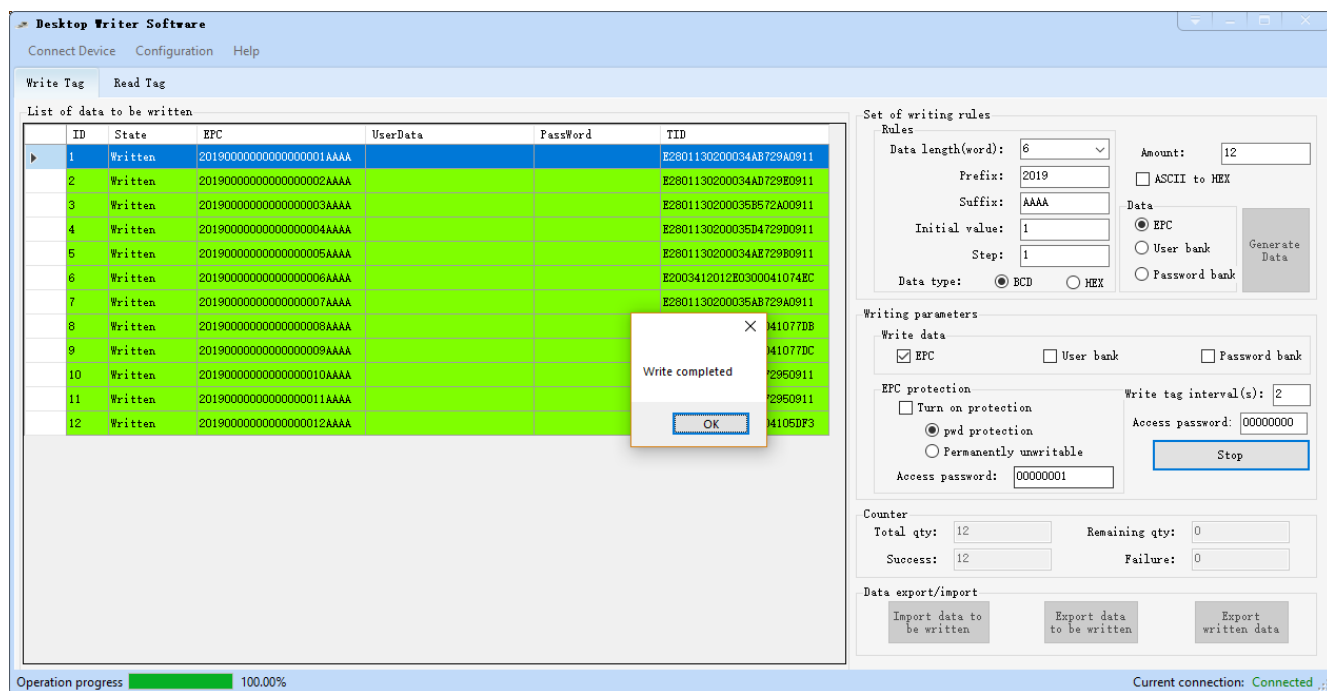 Desktop Writer Software
Connect Device Configuration Help
Write Tag Read Tag
List of data to be written
ID State EPC UserData PassWord TID
1 Written 20190000000000000001AAAA E2801130200034AB729A0911
2 Written 20190000000000000002AAAA E2801130200034AD729E0911
3 Written 20190000000000000003AAAA E2801130200035B572A00911
4 Written 20190000000000000004AAAA E2801130200035D4729D0911
5 Written 20190000000000000005AAAA E2801130200034AE729B0911
6 Written 20190000000000000006AAAA E2003412012E0300041074EC
7 Written 20190000000000000007AAAA E2801130200035AB729A0911
8 Written 20190000000000000008AAAA 041077DB
9 Written 20190000000000000009AAAA 041077DC
10 Written 20190000000000000010AAAA 72950911
11 Written 20190000000000000011AAAA 72950911
12 Written 20190000000000000012AAAA 04105DF3
Write completed
OK
Set of writing rules
Rules
Data length(word): 6
Prefix: 2019
Suffix: AAAA
Initial value: 1
Step: 1
Data type: BCD HEX
Amount: 12
ASCII to HEX
Data
EPC
User bank
Password bank
Generate
Data
Writing parameters
Write data
EPC User bank Password bank
EPC protection
Turn on protection
pwd protection
Permanently unwritable
Access password: 00000001
Write tag interval(s): 2
Access password: 00000000
Stop
Counter
Total qty: 12 Remaining qty: 0
Success: 12 Failure: 0
Data export/import
Import data to
be written
Export data
to be written
Export
written data
Operation progress 100.00% Current connection: Connected